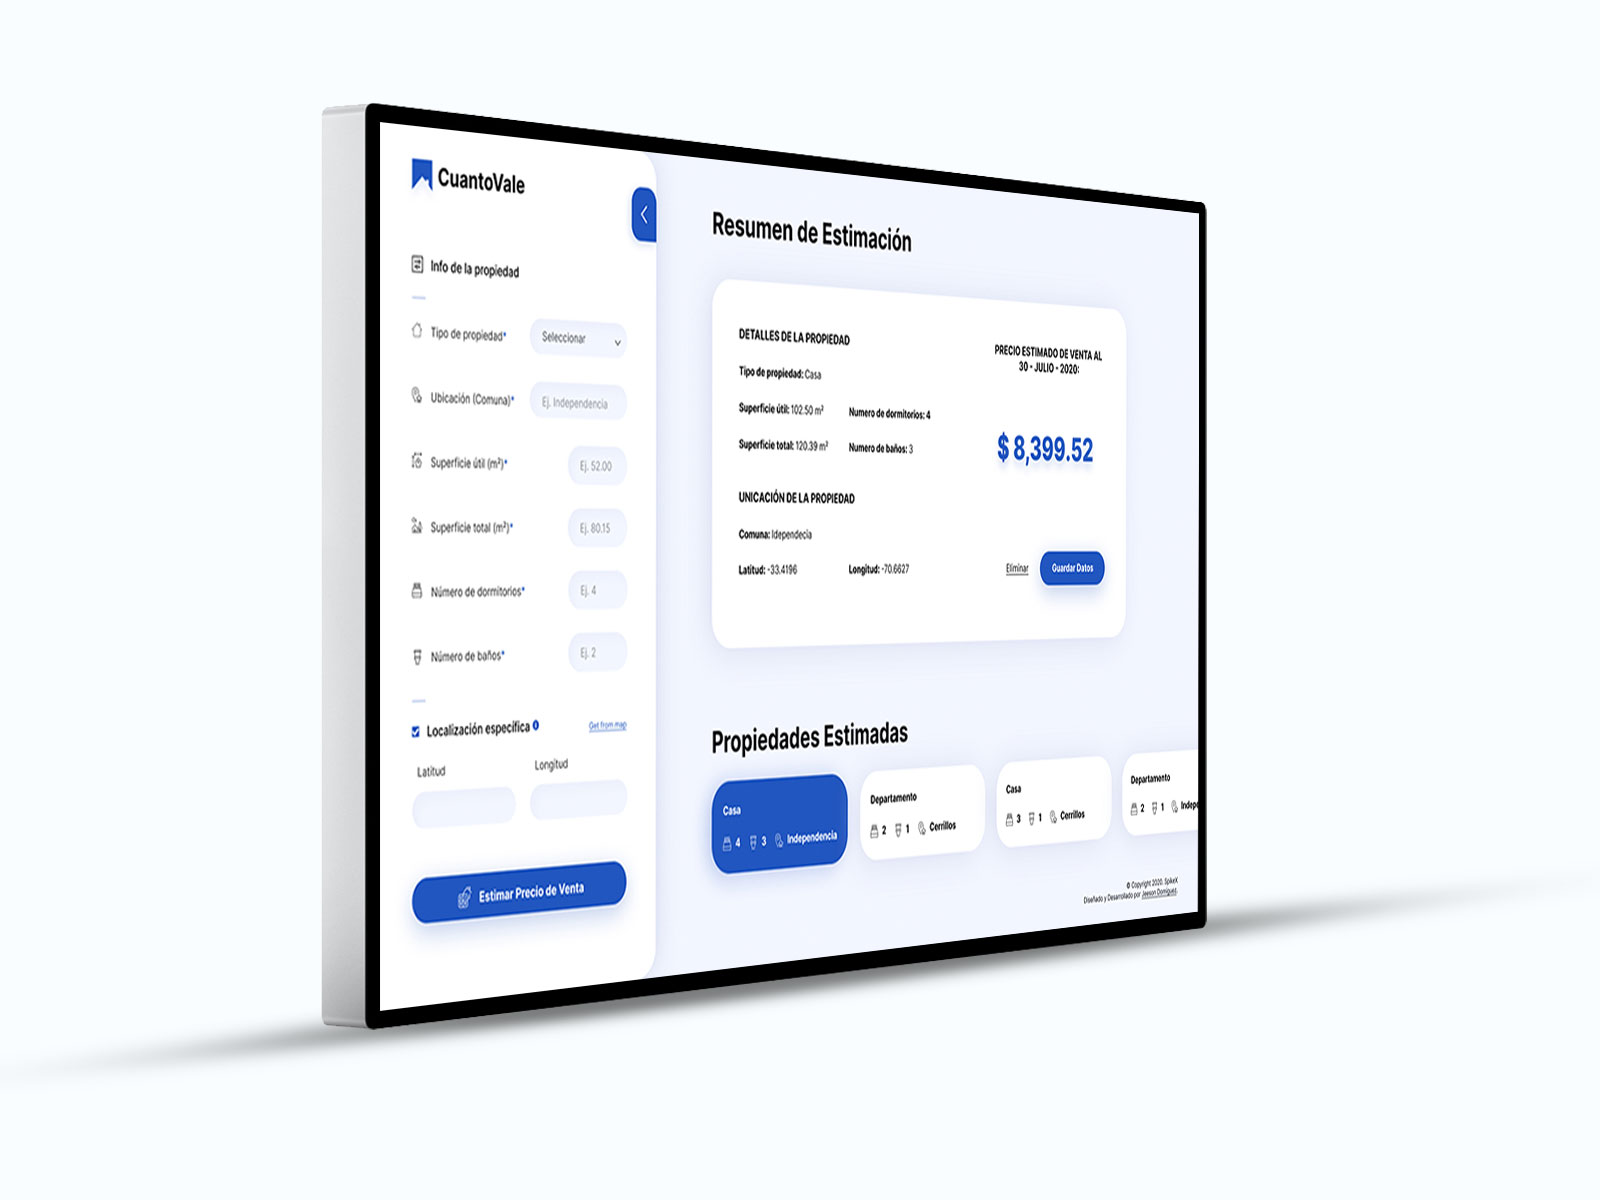 CuantoVale
Info de la propiedad
Tipo de propiedad*
Seleccionar
Ubicación (Comuna)*
Ej. Independencia
Superficie útil (m²)*
Ej. 52.00
Superficie total (m²)*
Ej. 80.15
Número de dormitorios*
Ej. 4
Número de baños*
Ej. 2
Localización específica
Get from map
Latitud
Longitud
Estimar Precio de Venta
Resumen de Estimación
DETALLES DE LA PROPIEDAD
Tipo de propiedad: Casa
Superficie útil: 102.50 m²
Numero de dormitorios: 4
Superficie total: 120.39 m²
Numero de baños: 3
UNICACIÓN DE LA PROPIEDAD
Comuna: Idependecia
Latitud: -33.4196
Longitud: -70.6627
PRECIO ESTIMADO DE VENTA AL
30 - JULIO - 2020:
$ 8,399.52
Eliminar
Guardar Datos
Propiedades Estimadas
Casa
4 3 Independencia
Departamento
2 1 Cerrillos
Casa
3 1 Cerrillos
Departamento
2 1 Indepe
© Copyright 2020. SpikeX
Diseñado y Desarrollado por Jeeson Domiguez.